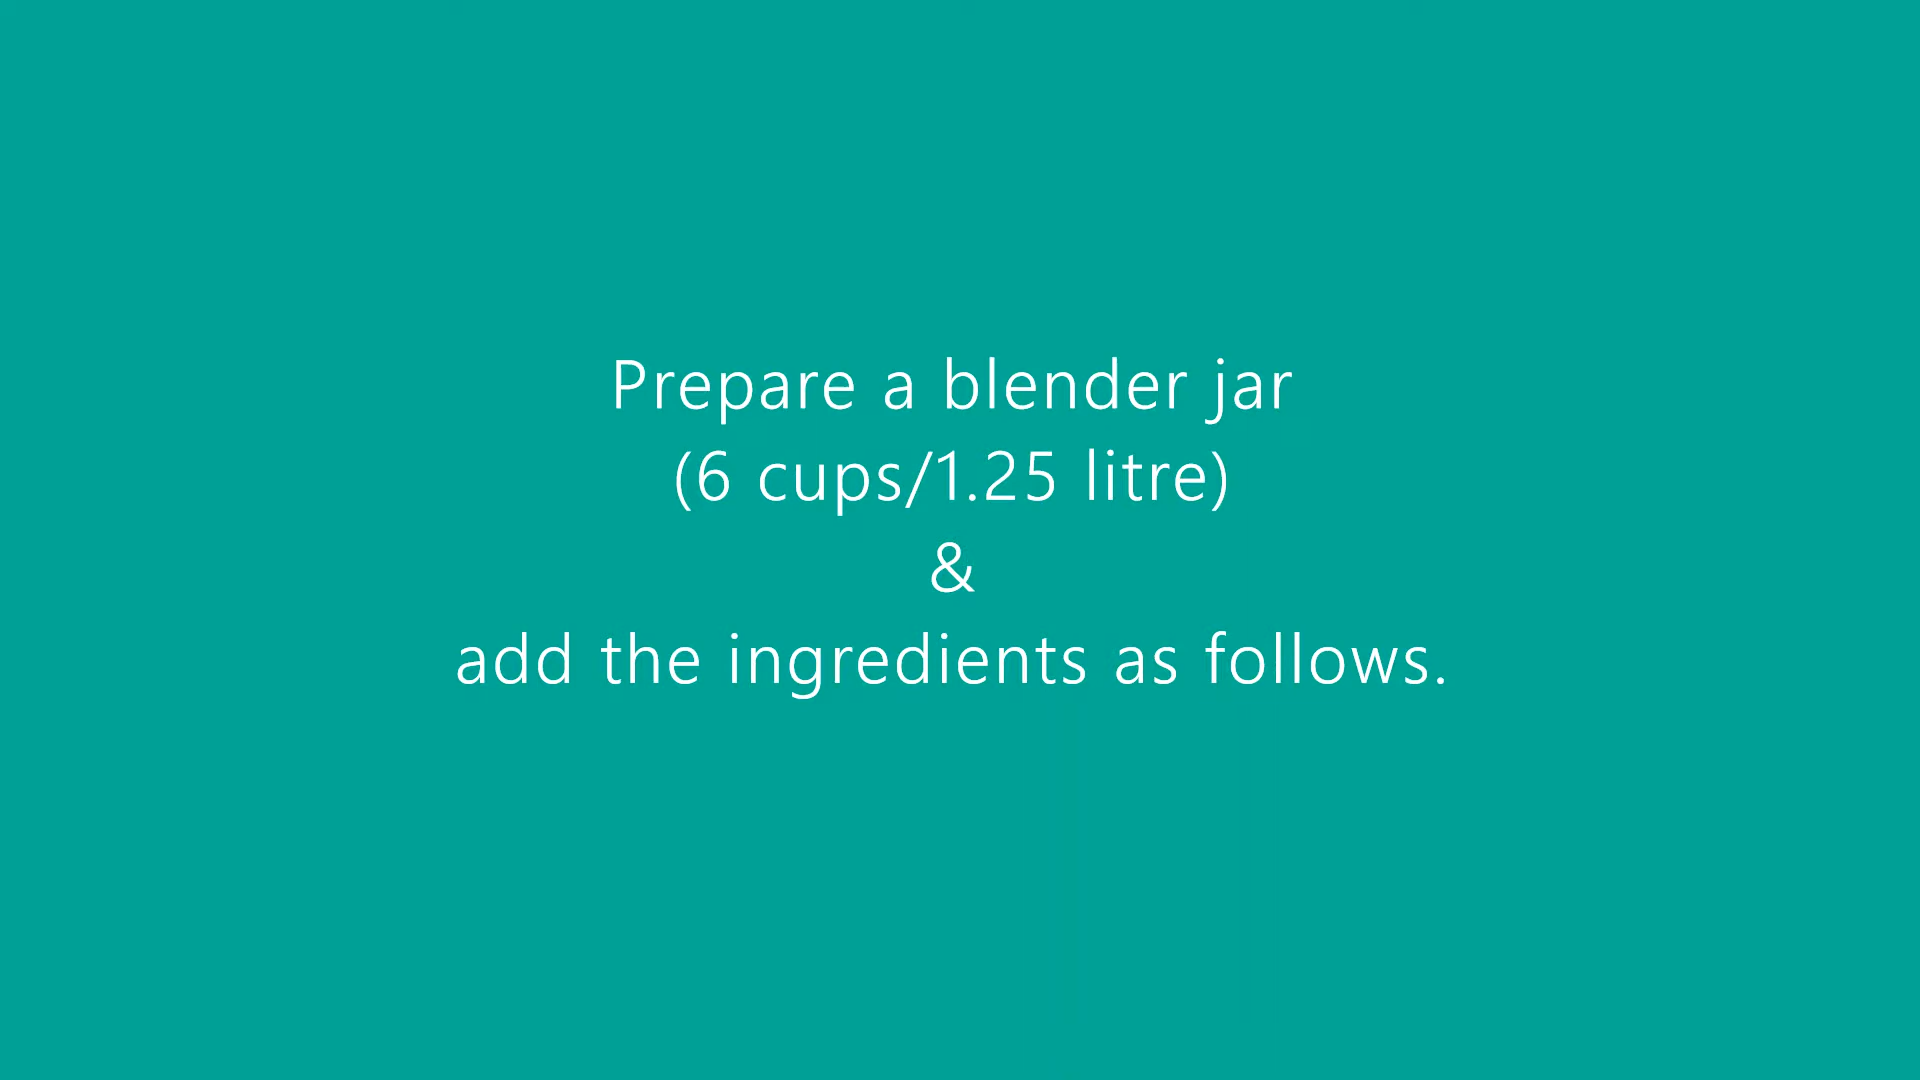 Prepare a blender jar
(6 cups/1.25 litre)
&
add the ingredients as follows.